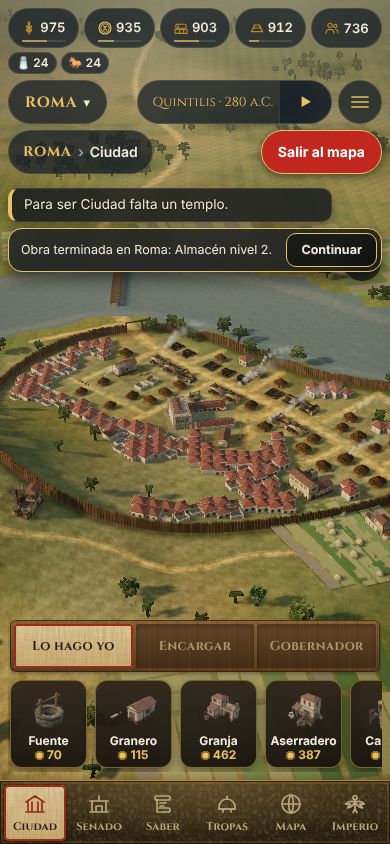 975
935
903
912
736
24
24
ROMA ▾
QUINTILIS · 280 A.C.
ROMA › Ciudad
Salir al mapa
Para ser Ciudad falta un templo.
Obra terminada en Roma: Almacén nivel 2.
Continuar
LO HAGO YO
ENCARGAR
GOBERNADOR
Fuente
Granero
Granja
Aserradero
Ca
70
115
462
387
CIUDAD
SENADO
SABER
TROPAS
MAPA
IMPERIO